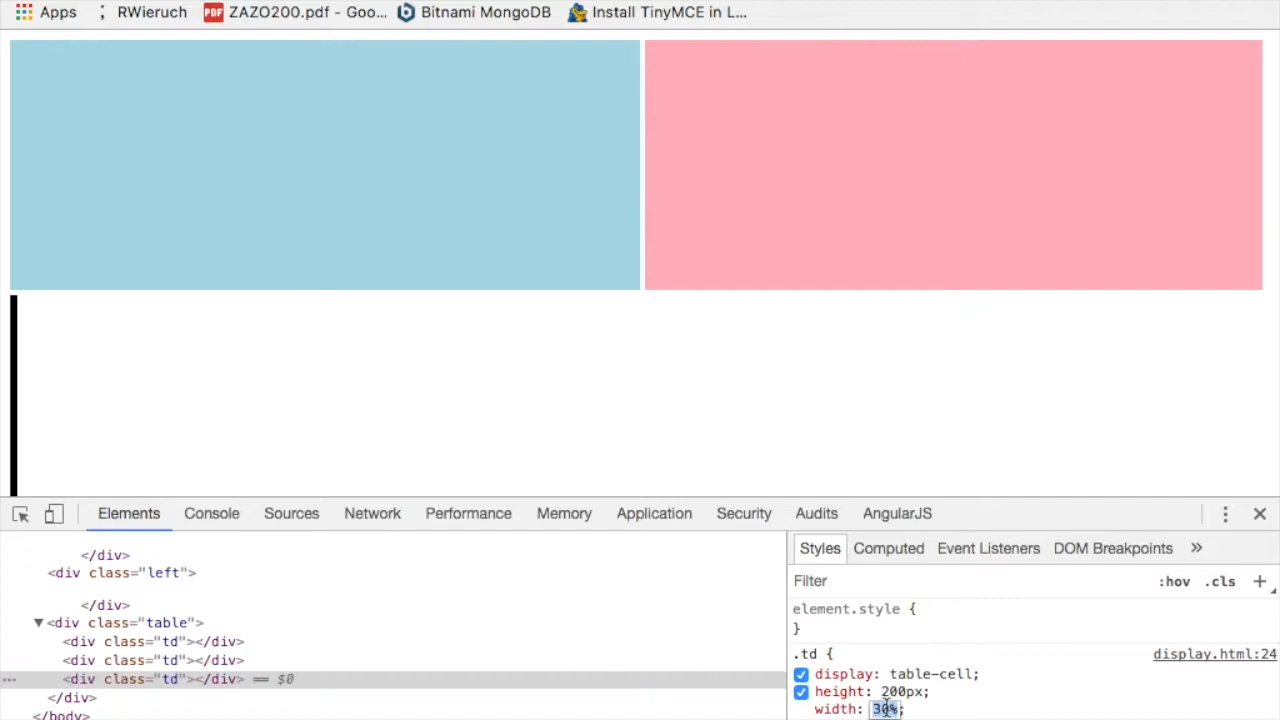 Apps ; RWieruch PDF ZAZO200.pdf - Goo... Bitnami MongoDB Install TinyMCE in L...
Elements Console Sources Network Performance Memory Application Security Audits AngularJS
</div>
<div class="left">
</div>
▼<div class="table">
<div class="td"></div>
<div class="td"></div>
... <div class="td"></div> == $0
</div>
</body>
Styles Computed Event Listeners DOM Breakpoints »
Filter :hov .cls +
element.style {
}
.td { display.html:24
display: table-cell;
height: 200px;
width: 30%;